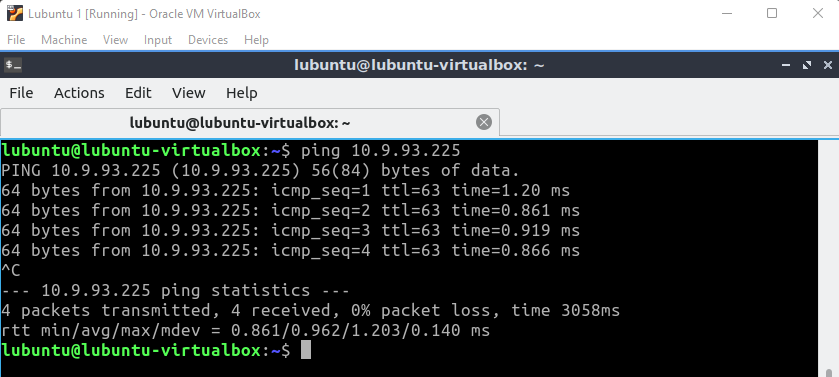 Lubuntu 1 [Running] - Oracle VM VirtualBox
File Machine View Input Devices Help
lubuntu@lubuntu-virtualbox: ~
File Actions Edit View Help
lubuntu@lubuntu-virtualbox: ~
lubuntu@lubuntu-virtualbox:~$ ping 10.9.93.225
PING 10.9.93.225 (10.9.93.225) 56(84) bytes of data.
64 bytes from 10.9.93.225: icmp_seq=1 ttl=63 time=1.20 ms
64 bytes from 10.9.93.225: icmp_seq=2 ttl=63 time=0.861 ms
64 bytes from 10.9.93.225: icmp_seq=3 ttl=63 time=0.919 ms
64 bytes from 10.9.93.225: icmp_seq=4 ttl=63 time=0.866 ms
^C
--- 10.9.93.225 ping statistics ---
4 packets transmitted, 4 received, 0% packet loss, time 3058ms
rtt min/avg/max/mdev = 0.861/0.962/1.203/0.140 ms
lubuntu@lubuntu-virtualbox:~$